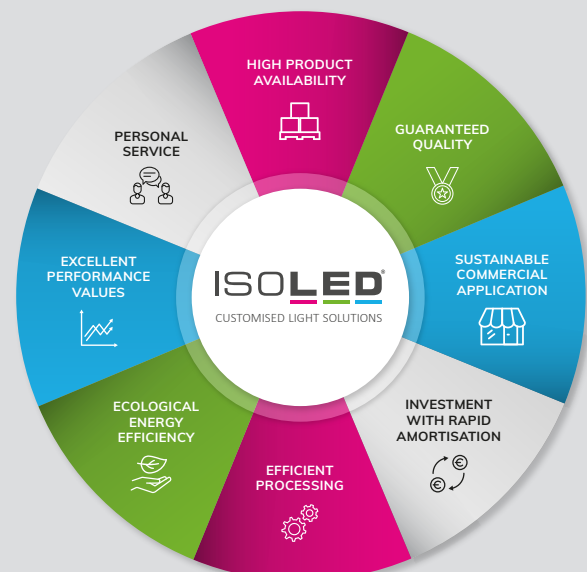 HIGH PRODUCT
AVAILABILITY
GUARANTEED
QUALITY
SUSTAINABLE
COMMERCIAL
APPLICATION
INVESTMENT
WITH RAPID
AMORTISATION
EFFICIENT
PROCESSING
ECOLOGICAL
ENERGY
EFFICIENCY
EXCELLENT
PERFORMANCE
VALUES
PERSONAL
SERVICE
ISOLED®
CUSTOMISED LIGHT SOLUTIONS